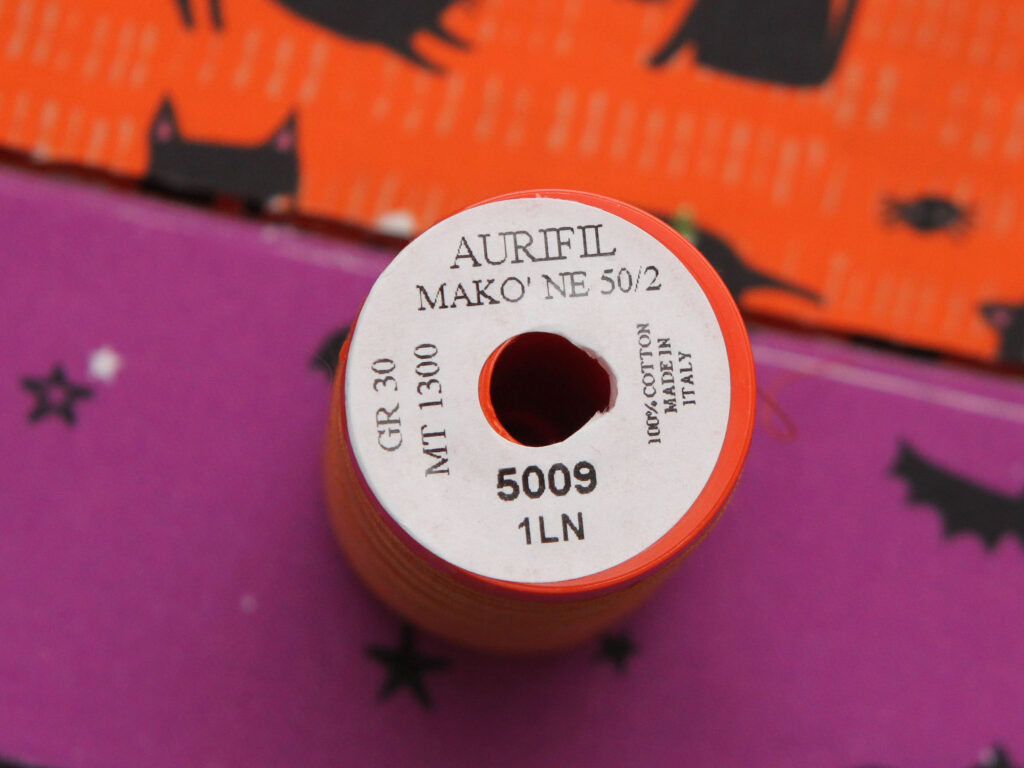 AURIFIL
MAKO' NE 50/2
GR 30
MT 1300
100% COTTON
MADE IN
ITALY
5009
1LN